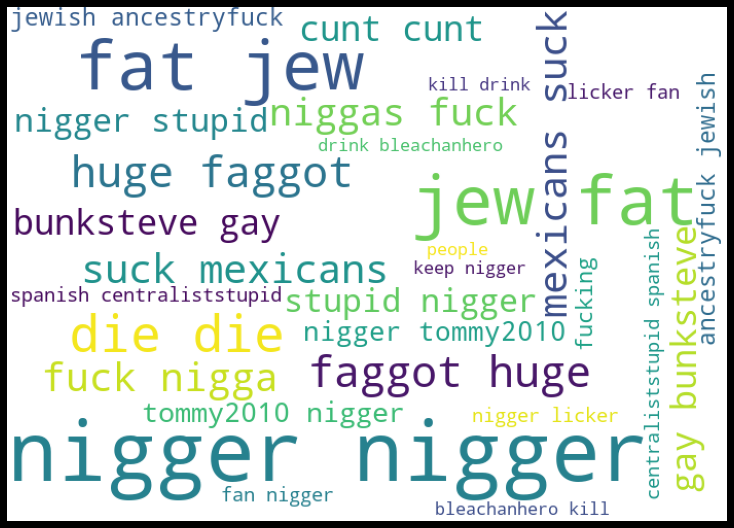 jewish ancestryfuck
cunt cunt
fat jew
kill drink
licker fan
nigger stupid
niggas fuck
drink bleachanhero
huge faggot
jew fat
mexicans suck
ancestryfuck jewish
bunksteve gay
people
suck mexicans
keep nigger
spanish centraliststupid
stupid nigger
fucking
die die
nigger tommy2010
fuck nigga
faggot huge
centraliststupid spanish
gay bunksteve
tommy2010 nigger
nigger licker
nigger nigger
fan nigger
bleachanhero kill